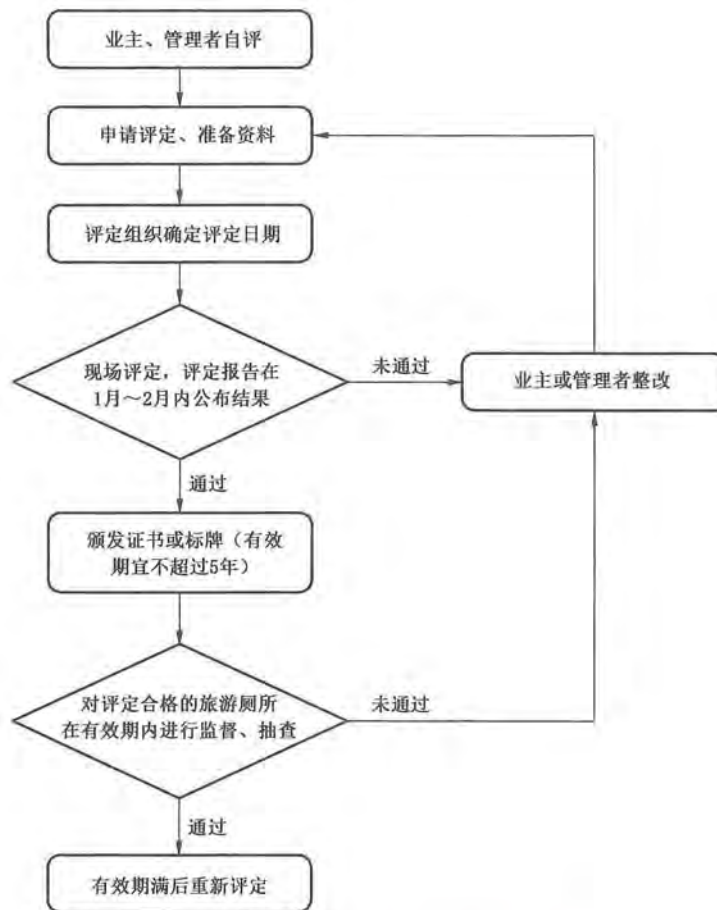 业主、管理者自评
申请评定、准备资料
评定组织确定评定日期
现场评定，评定报告在
1月～2月内公布结果
未通过
业主或管理者整改
通过
颁发证书或标牌（有效
期宜不超过5年）
对评定合格的旅游厕所
在有效期内进行监督、抽查
未通过
通过
有效期满后重新评定